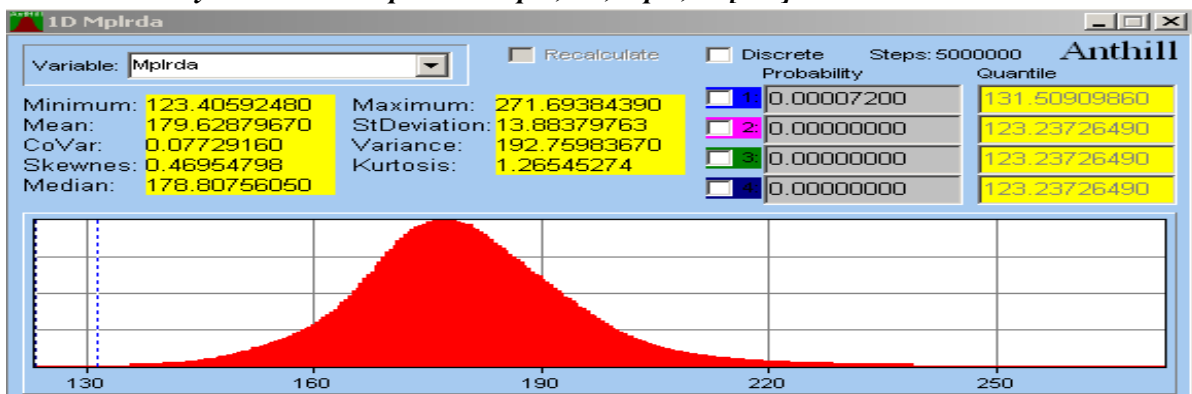 1D Mplrda
Variable: Mplrda
Recalculate
Discrete Steps: 5000000 Anthill
Probability Quantile
Minimum: 123.40592480 Maximum: 271.69384390
Mean: 179.62879670 StDeviation: 13.88379763
CoVar: 0.07729160 Variance: 192.75983670
Skewnes: 0.46954798 Kurtosis: 1.26545274
Median: 178.80756050
1: 0.00007200 131.50909860
2: 0.00000000 123.23726490
3: 0.00000000 123.23726490
4: 0.00000000 123.23726490
130 160 190 220 250